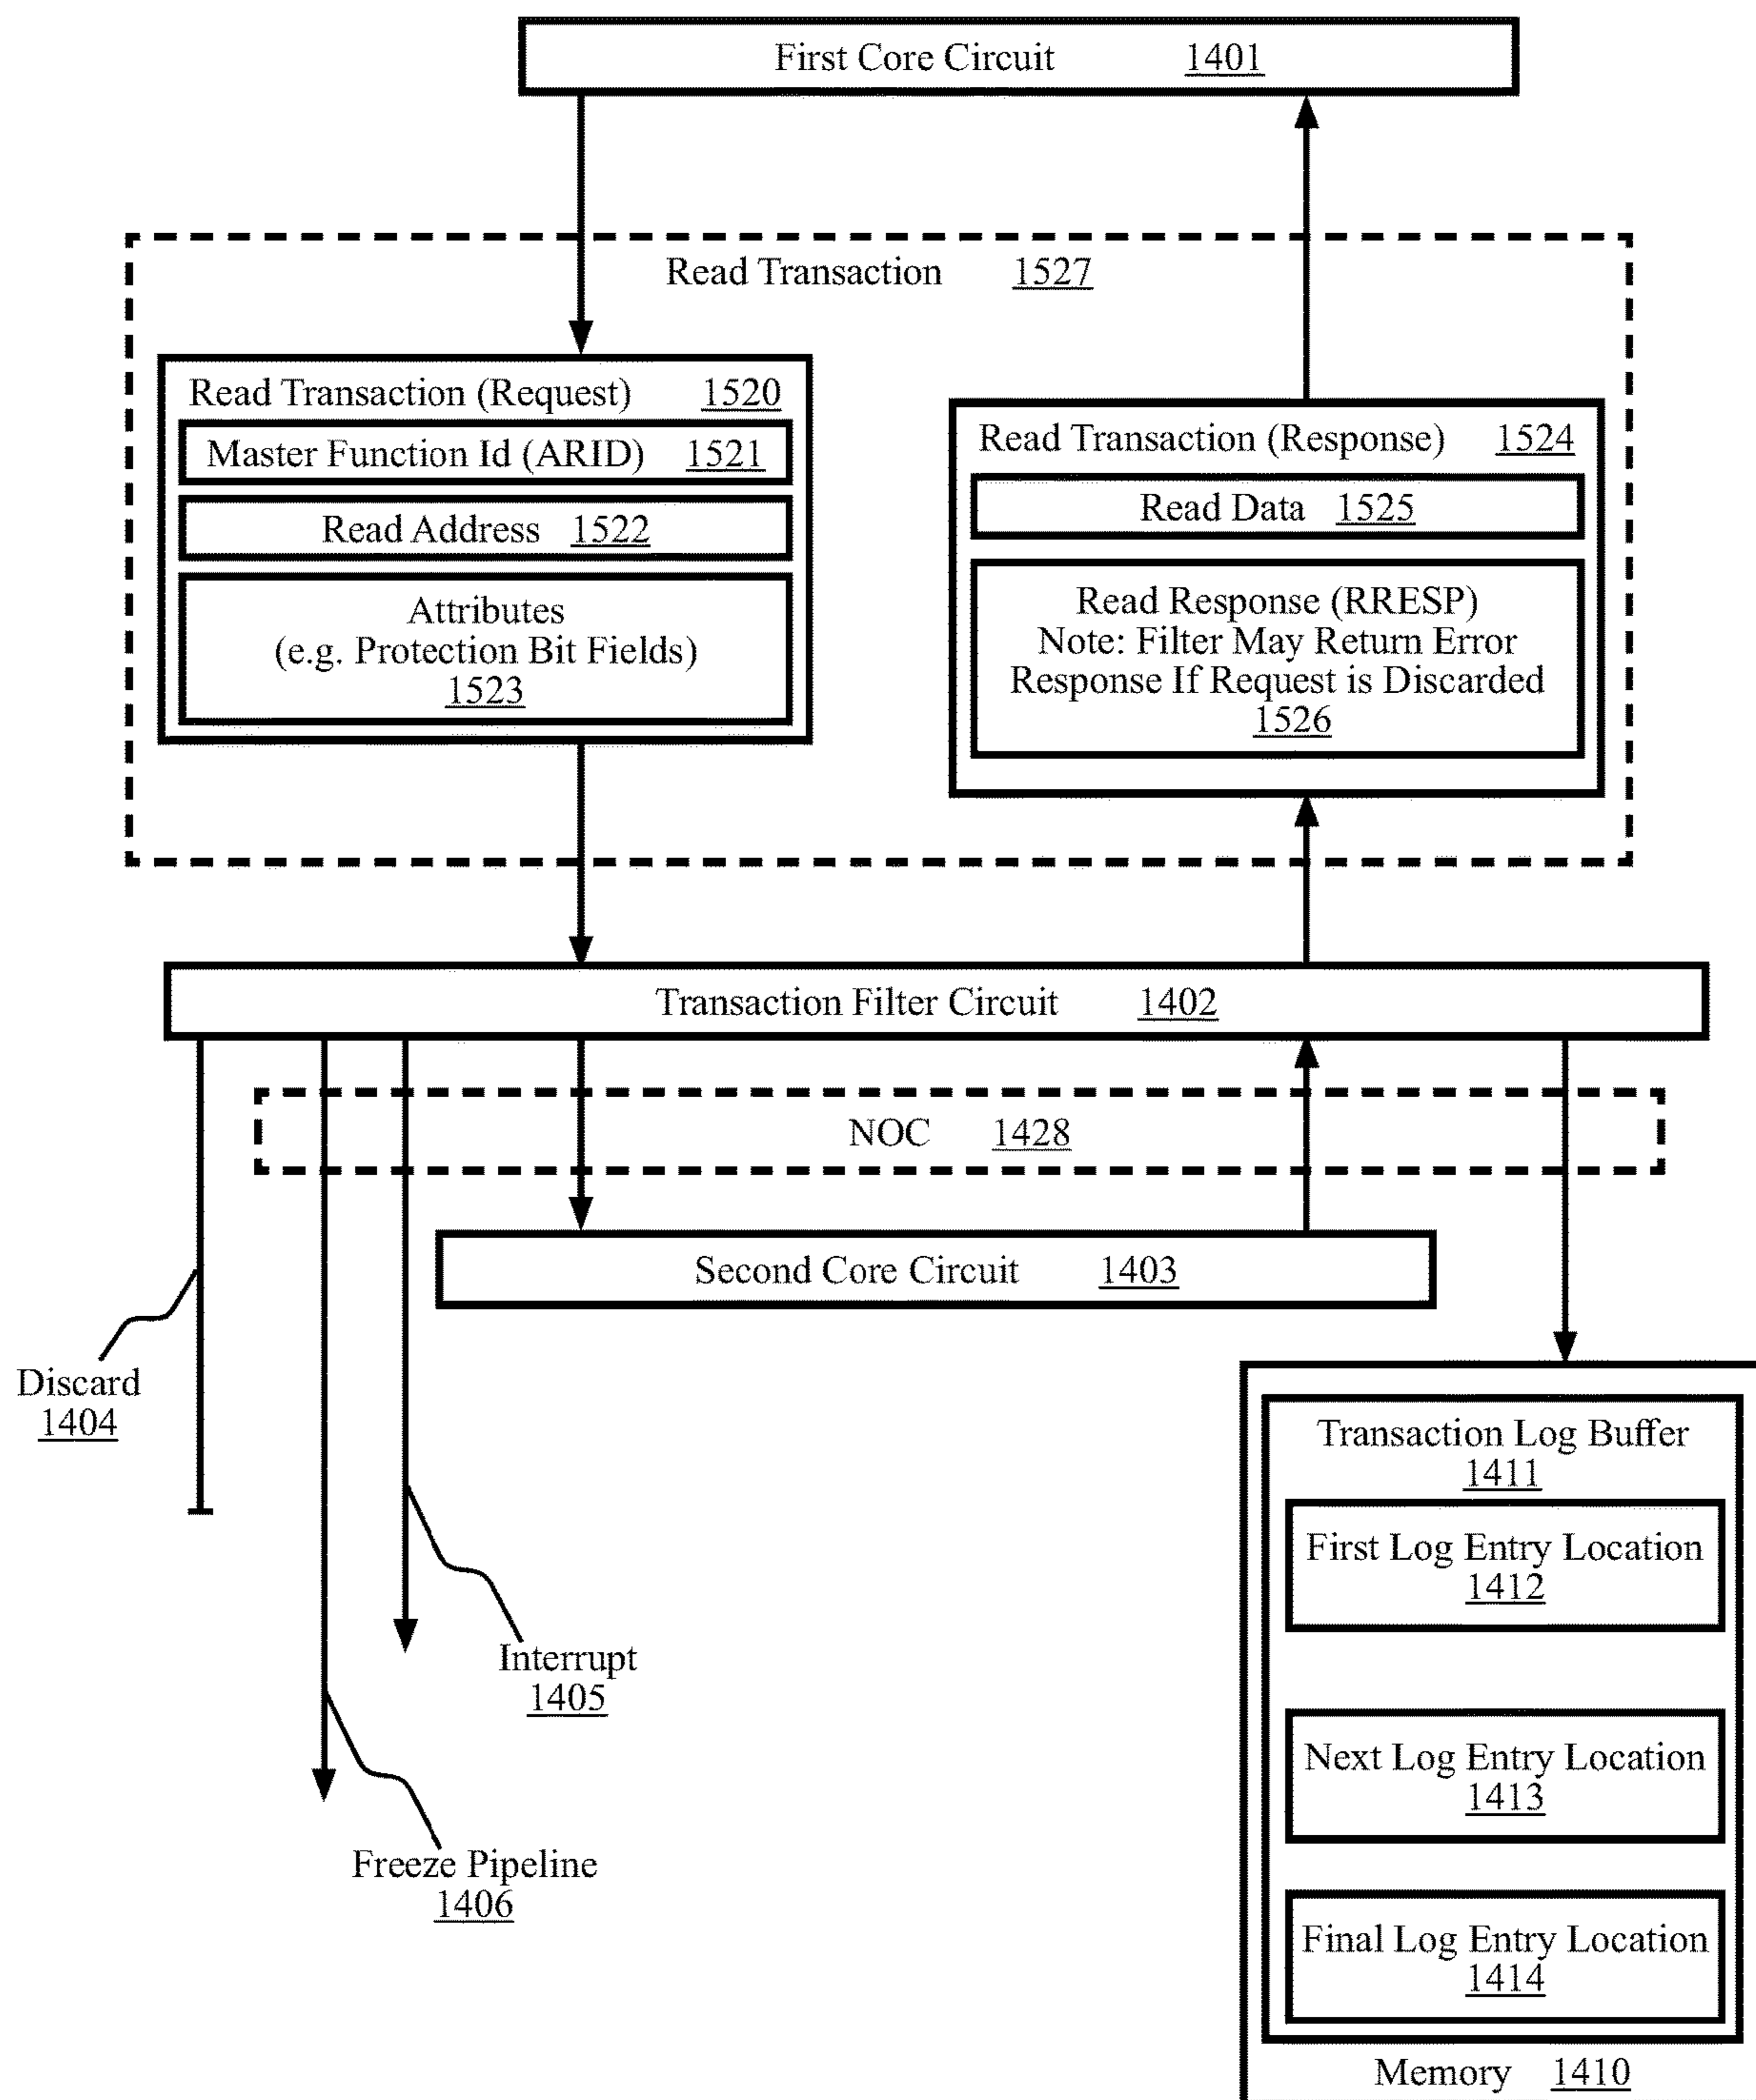 First Core Circuit 1401
Read Transaction 1527
Read Transaction (Request) 1520
Master Function Id (ARID) 1521
Read Address 1522
Attributes
(e.g. Protection Bit Fields)
1523
Read Transaction (Response) 1524
Read Data 1525
Read Response (RRESP)
Note: Filter May Return Error
Response If Request is Discarded
1526
Transaction Filter Circuit 1402
NOC 1428
Second Core Circuit 1403
Discard
1404
Interrupt
1405
Freeze Pipeline
1406
Transaction Log Buffer
1411
First Log Entry Location
1412
Next Log Entry Location
1413
Final Log Entry Location
1414
Memory 1410